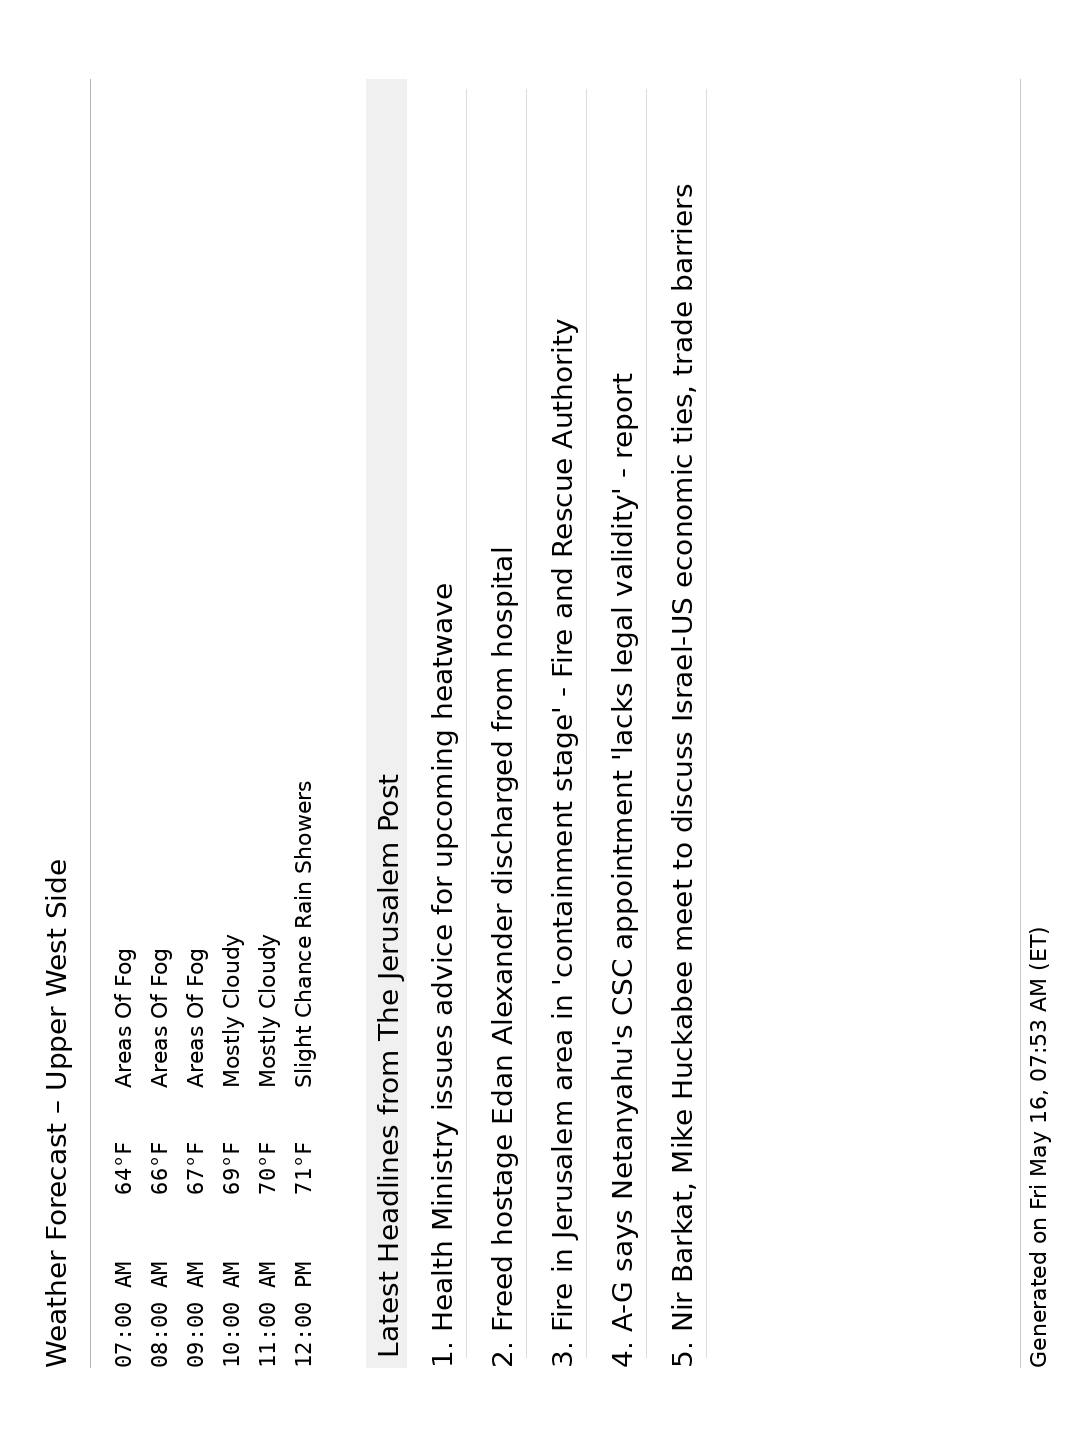 Weather Forecast – Upper West Side
07:00 AM 64°F Areas Of Fog
08:00 AM 66°F Areas Of Fog
09:00 AM 67°F Areas Of Fog
10:00 AM 69°F Mostly Cloudy
11:00 AM 70°F Mostly Cloudy
12:00 PM 71°F Slight Chance Rain Showers
Latest Headlines from The Jerusalem Post
1. Health Ministry issues advice for upcoming heatwave
2. Freed hostage Edan Alexander discharged from hospital
3. Fire in Jerusalem area in 'containment stage' - Fire and Rescue Authority
4. A-G says Netanyahu's CSC appointment 'lacks legal validity' - report
5. Nir Barkat, Mike Huckabee meet to discuss Israel-US economic ties, trade barriers
Generated on Fri May 16, 07:53 AM (ET)